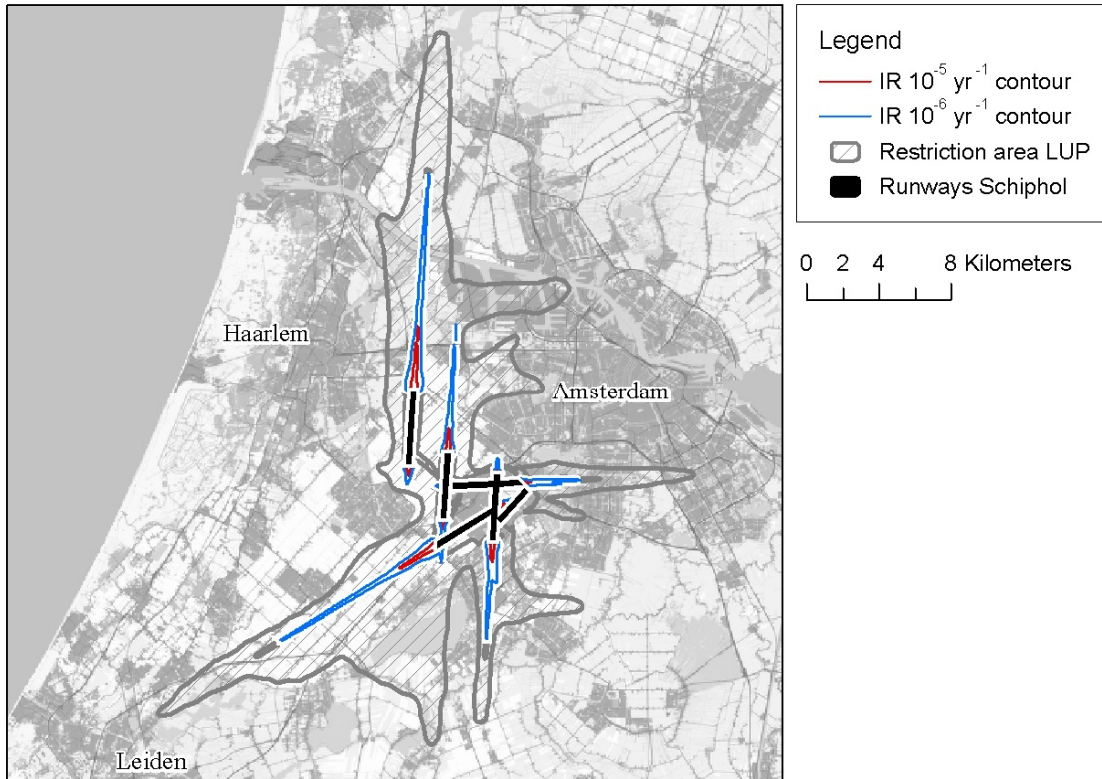 Legend
IR 10⁻⁵ yr⁻¹ contour
IR 10⁻⁶ yr⁻¹ contour
Restriction area LUP
Runways Schiphol
0 2 4 8 Kilometers
Haarlem
Amsterdam
Leiden